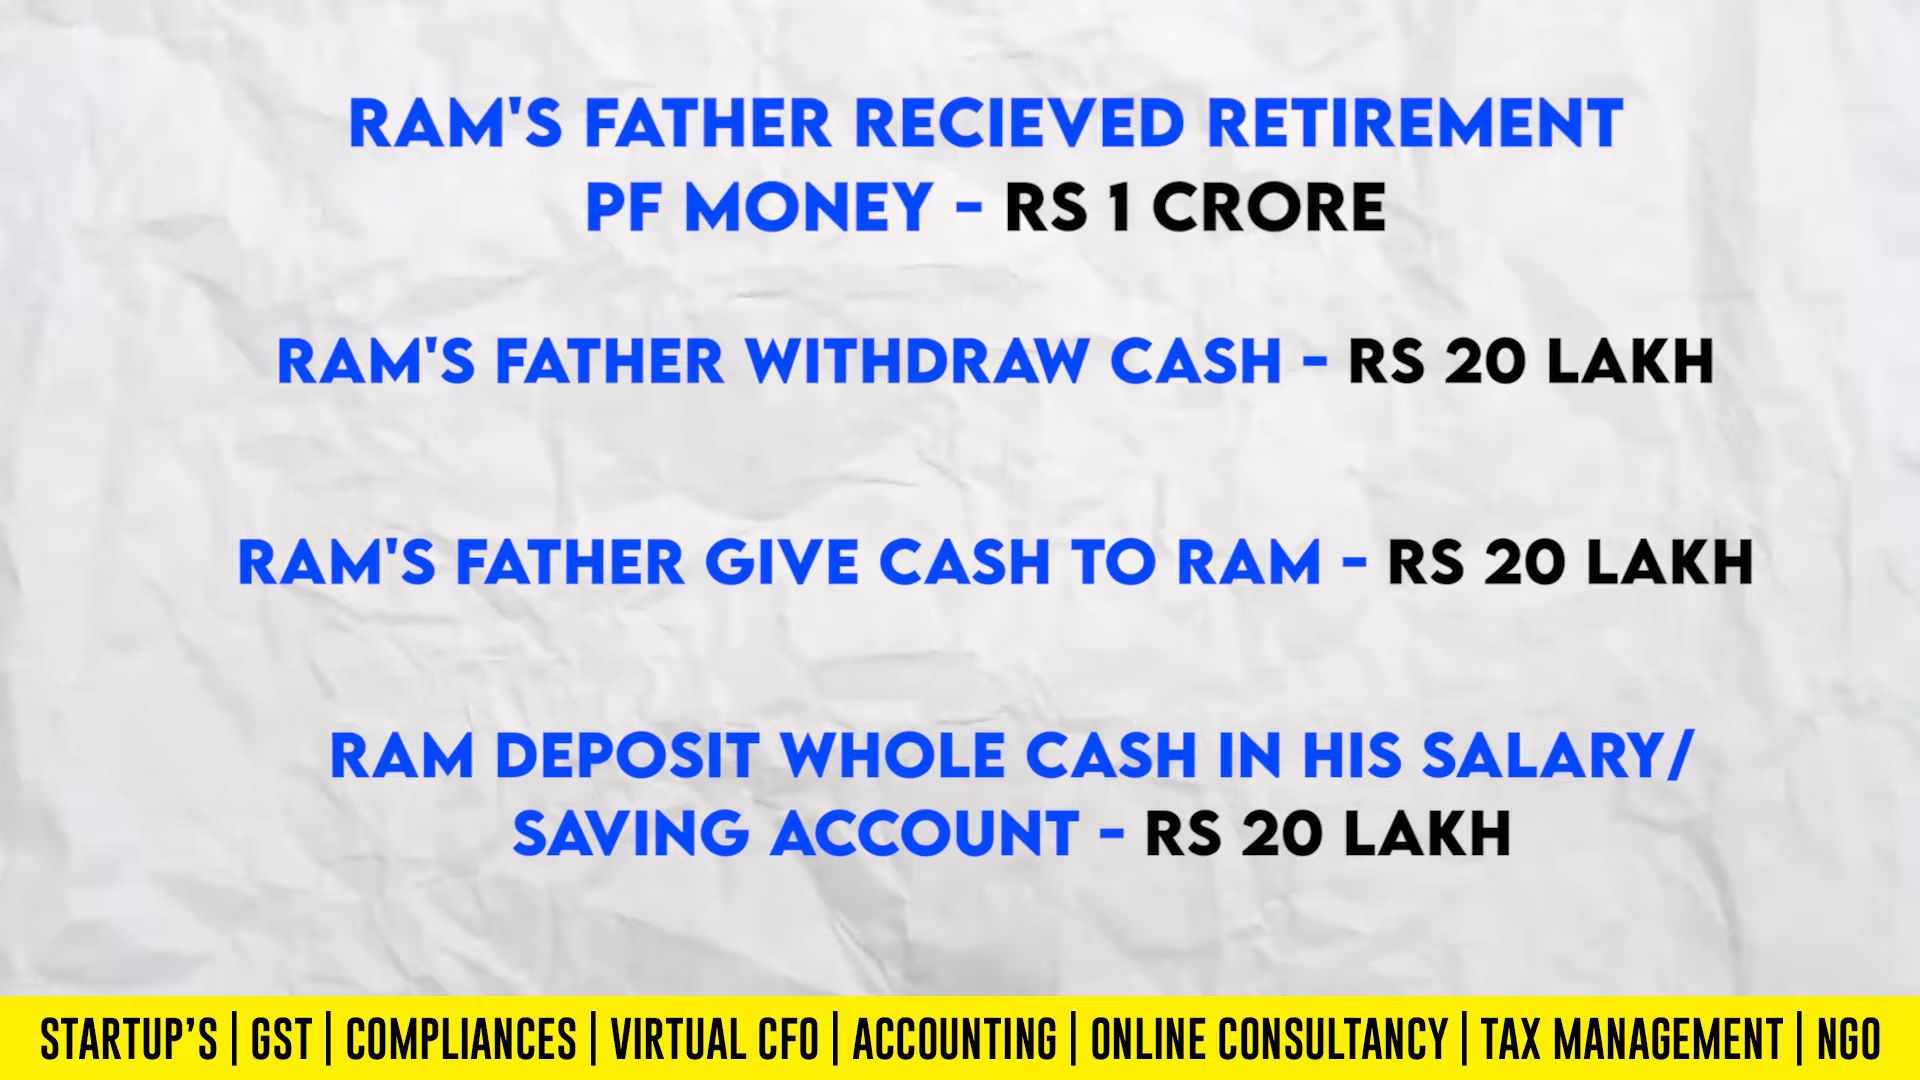 RAM'S FATHER RECIEVED RETIREMENT
PF MONEY - RS 1 CRORE
RAM'S FATHER WITHDRAW CASH - RS 20 LAKH
RAM'S FATHER GIVE CASH TO RAM - RS 20 LAKH
RAM DEPOSIT WHOLE CASH IN HIS SALARY/
SAVING ACCOUNT - RS 20 LAKH
STARTUP'S | GST | COMPLIANCES | VIRTUAL CFO | ACCOUNTING | ONLINE CONSULTANCY | TAX MANAGEMENT | NGO